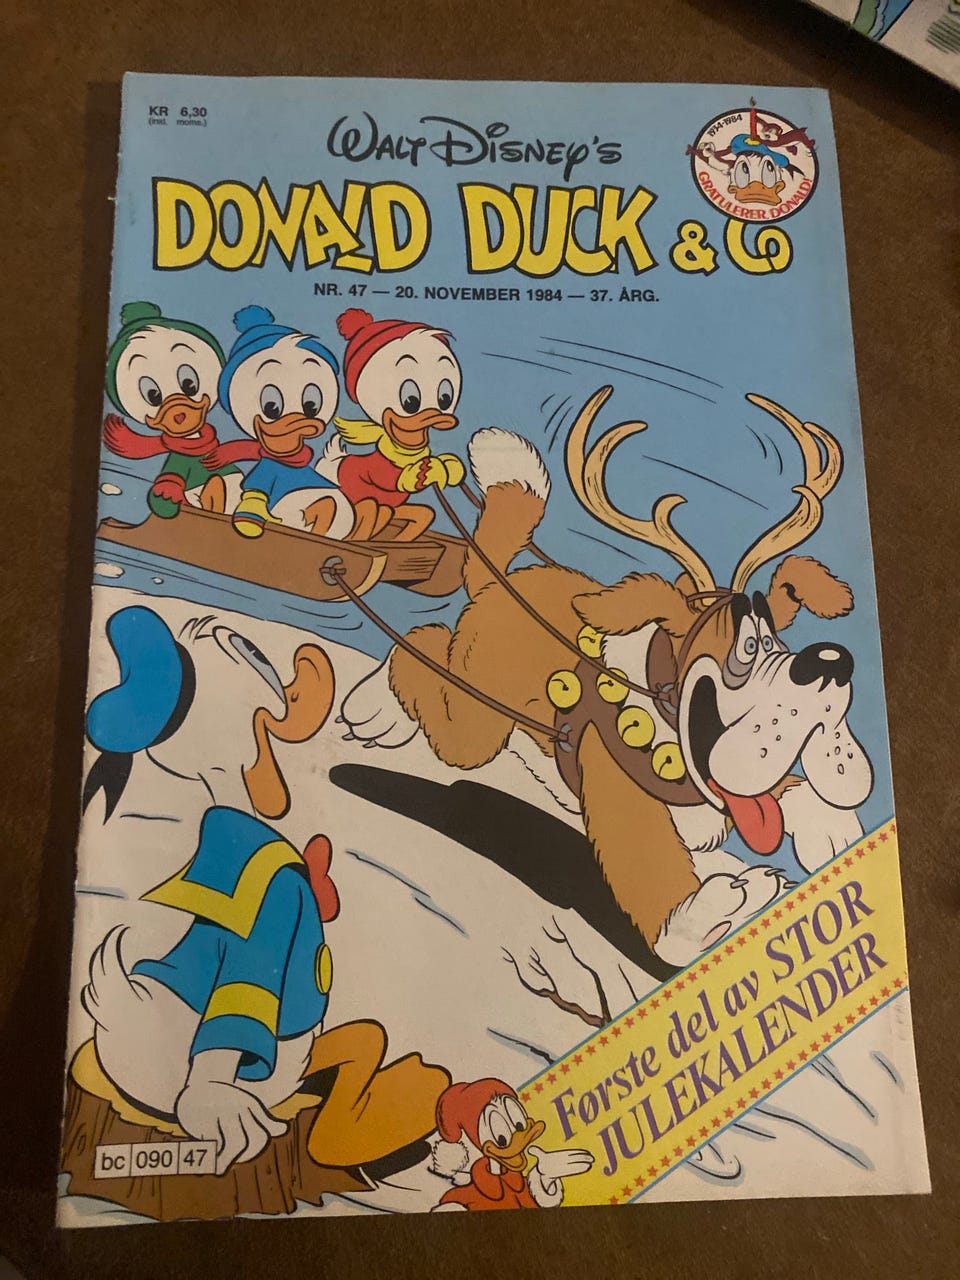 KR 6,30
(inkl. moms.)
1934-1984
GRATULERER, DONALD!
WALT DISNEY'S
DONALD DUCK & Co
NR. 47 — 20. NOVEMBER 1984 — 37. ÅRG.
Første del av STOR
JULEKALENDER
bc 090 47